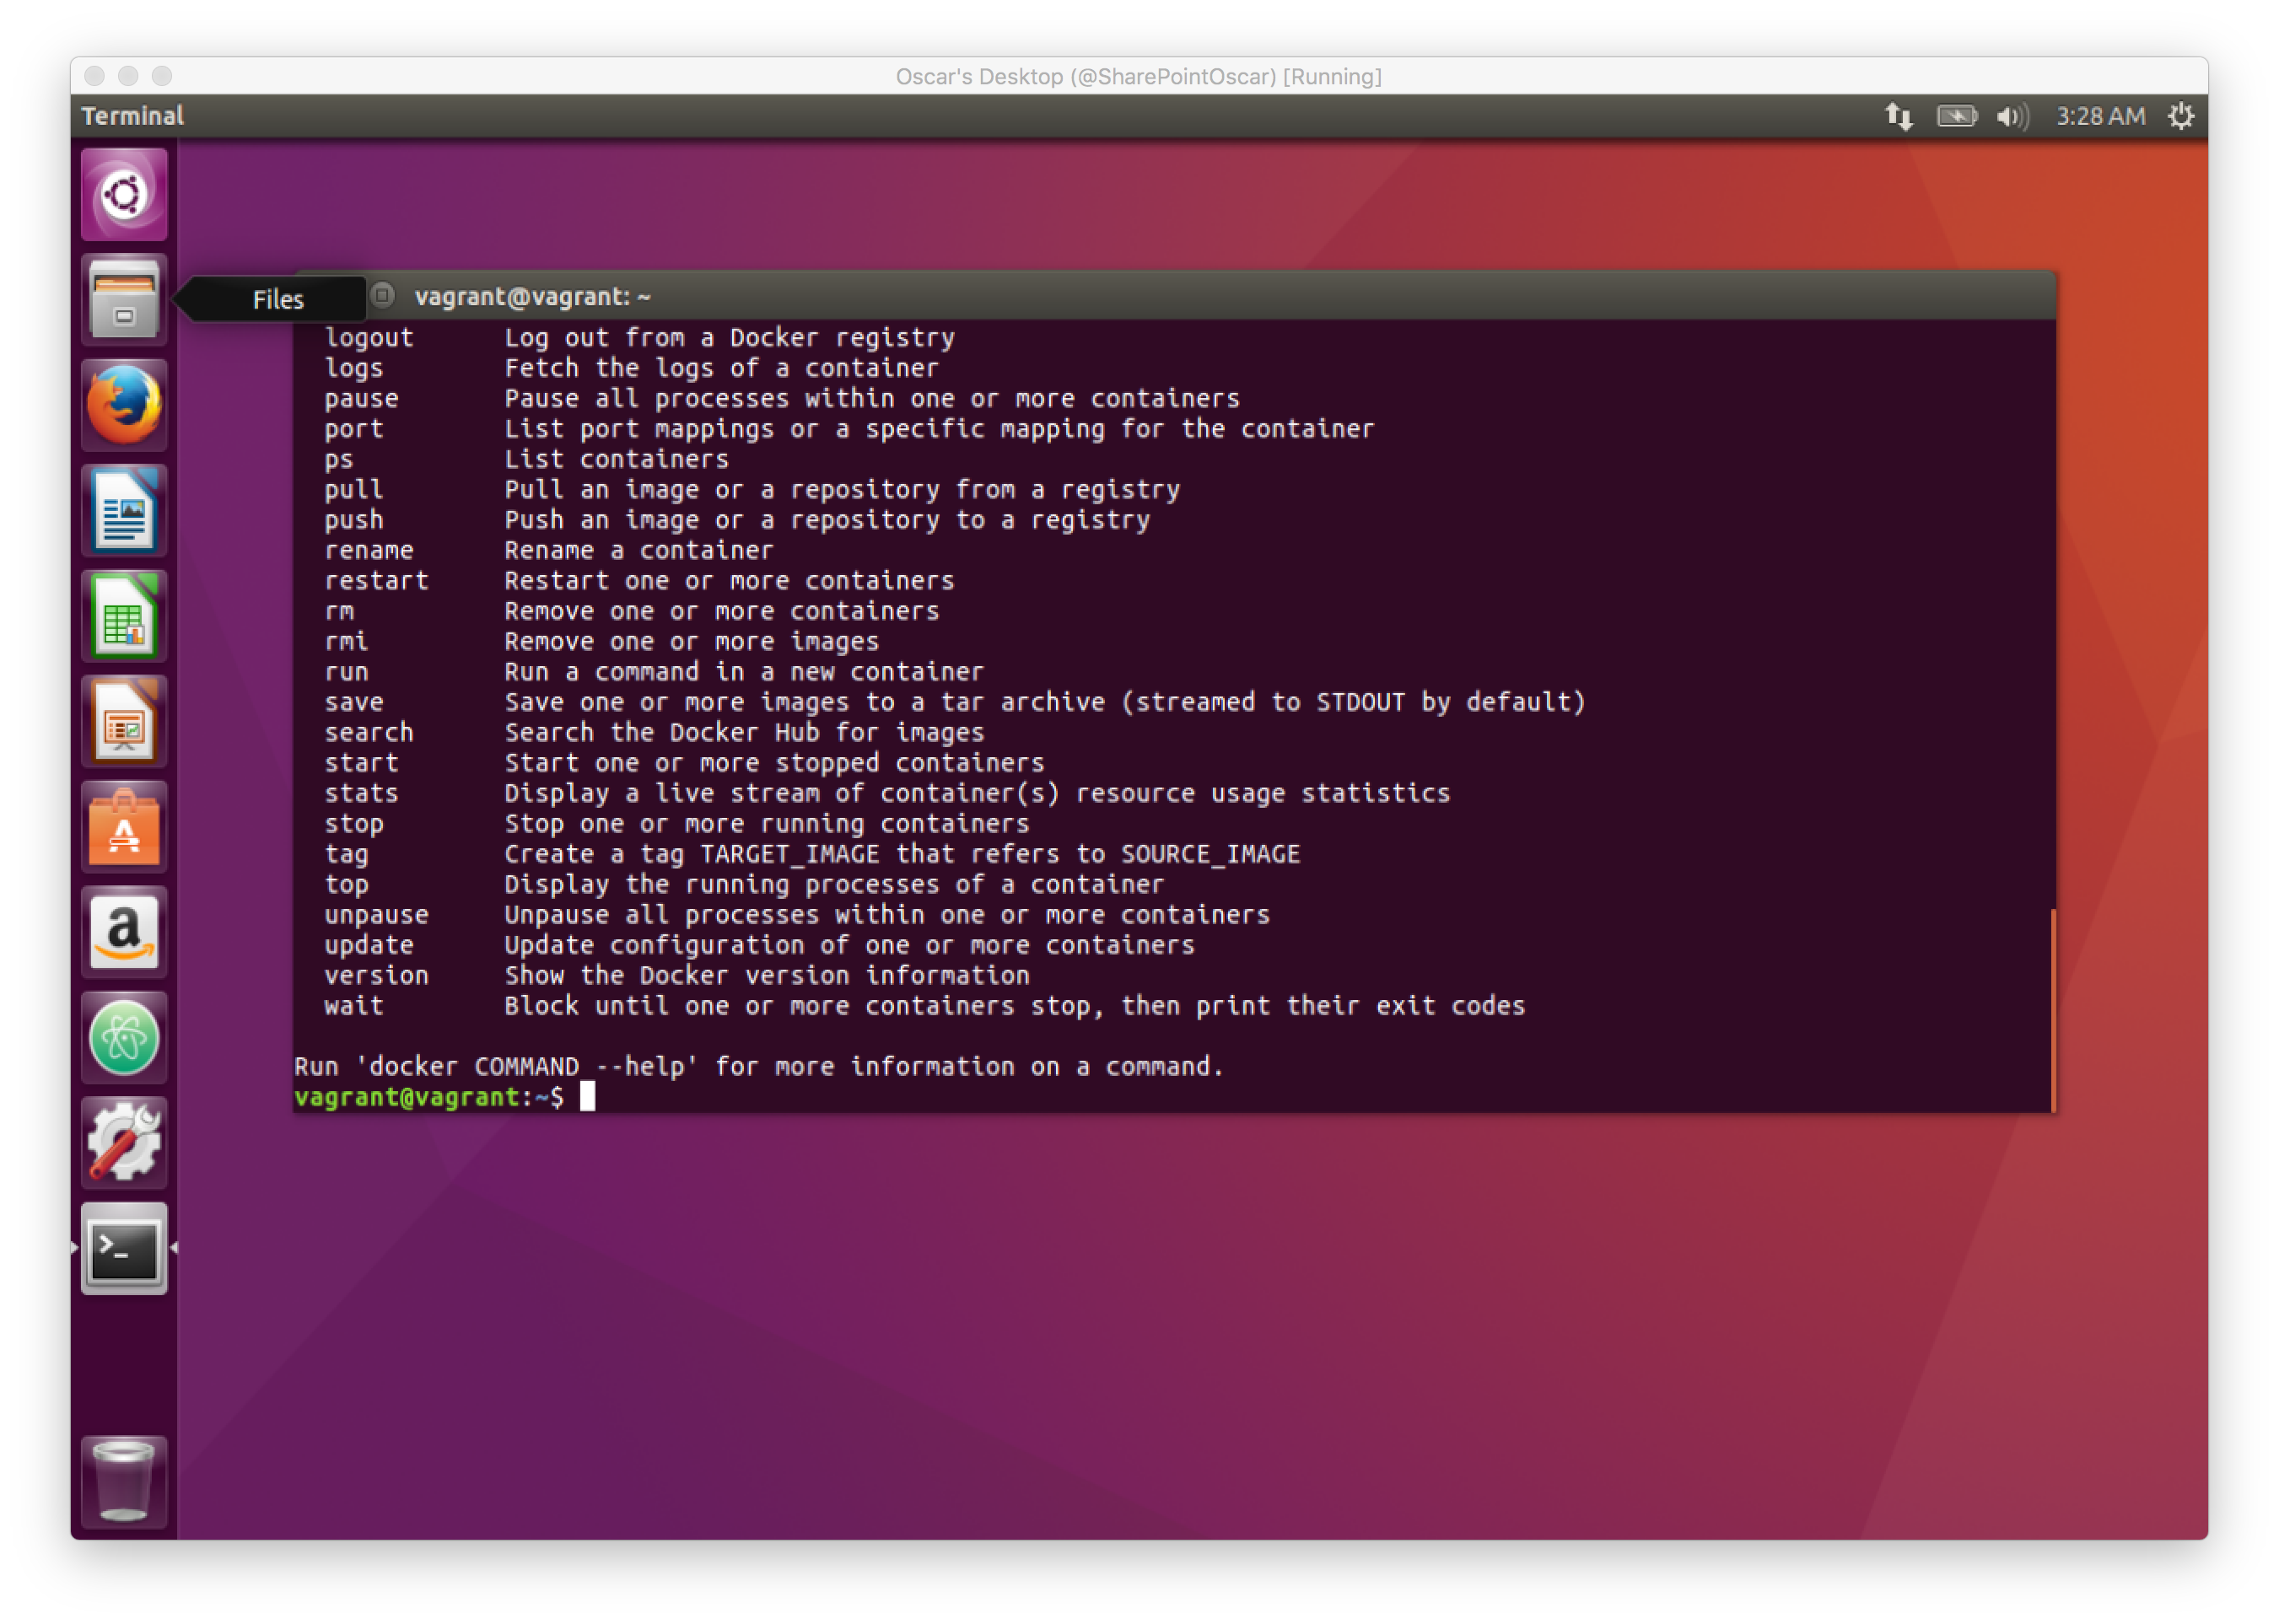 Oscar's Desktop (@SharePointOscar) [Running]
Terminal
3:28 AM
Files
vagrant@vagrant: ~
logout Log out from a Docker registry
logs Fetch the logs of a container
pause Pause all processes within one or more containers
port List port mappings or a specific mapping for the container
ps List containers
pull Pull an image or a repository from a registry
push Push an image or a repository to a registry
rename Rename a container
restart Restart one or more containers
rm Remove one or more containers
rmi Remove one or more images
run Run a command in a new container
save Save one or more images to a tar archive (streamed to STDOUT by default)
search Search the Docker Hub for images
start Start one or more stopped containers
stats Display a live stream of container(s) resource usage statistics
stop Stop one or more running containers
tag Create a tag TARGET_IMAGE that refers to SOURCE_IMAGE
top Display the running processes of a container
unpause Unpause all processes within one or more containers
update Update configuration of one or more containers
version Show the Docker version information
wait Block until one or more containers stop, then print their exit codes
Run 'docker COMMAND --help' for more information on a command.
vagrant@vagrant:~$